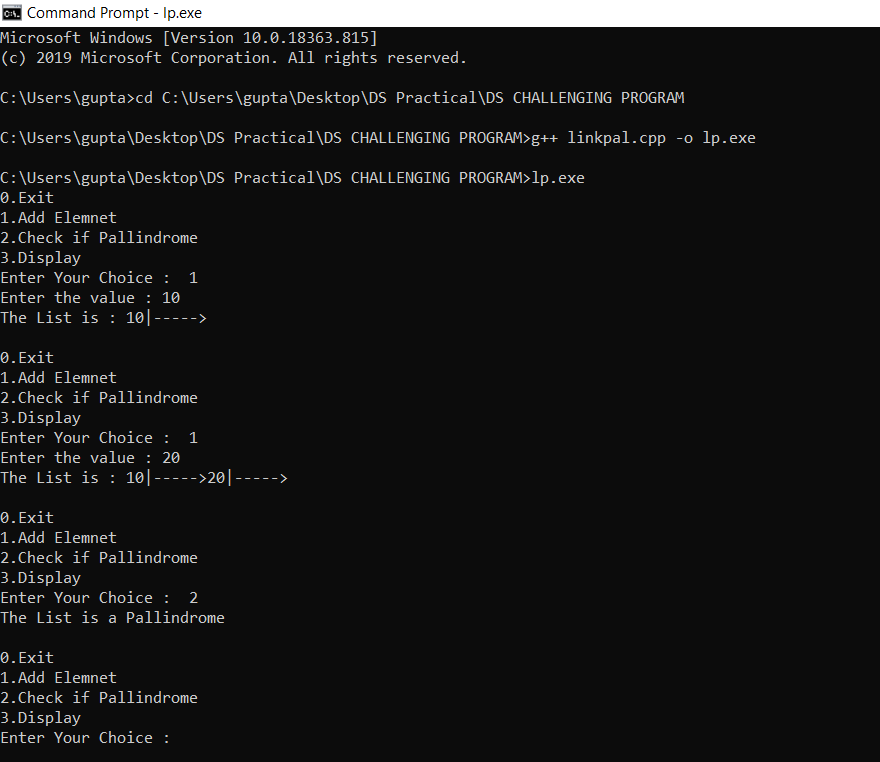 Command Prompt - lp.exe
Microsoft Windows [Version 10.0.18363.815]
(c) 2019 Microsoft Corporation. All rights reserved.
C:\Users\gupta>cd C:\Users\gupta\Desktop\DS Practical\DS CHALLENGING PROGRAM
C:\Users\gupta\Desktop\DS Practical\DS CHALLENGING PROGRAM>g++ linkpal.cpp -o lp.exe
C:\Users\gupta\Desktop\DS Practical\DS CHALLENGING PROGRAM>lp.exe
0.Exit
1.Add Elemnet
2.Check if Pallindrome
3.Display
Enter Your Choice :  1
Enter the value : 10
The List is : 10|----->
0.Exit
1.Add Elemnet
2.Check if Pallindrome
3.Display
Enter Your Choice :  1
Enter the value : 20
The List is : 10|----->20|----->
0.Exit
1.Add Elemnet
2.Check if Pallindrome
3.Display
Enter Your Choice :  2
The List is a Pallindrome
0.Exit
1.Add Elemnet
2.Check if Pallindrome
3.Display
Enter Your Choice :